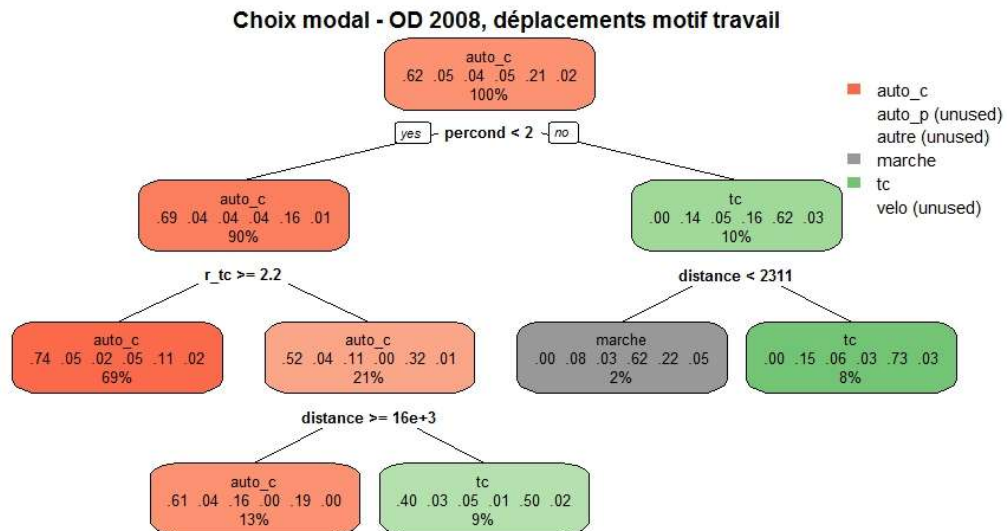 Choix modal - OD 2008, déplacements motif travail
auto_c
.62 .05 .04 .05 .21 .02
100%
yes percond < 2 no
auto_c
auto_p (unused)
autre (unused)
marche
tc
velo (unused)
auto_c
.69 .04 .04 .04 .16 .01
90%
tc
.00 .14 .05 .16 .62 .03
10%
r_tc >= 2.2
distance < 2311
auto_c
.74 .05 .02 .05 .11 .02
69%
auto_c
.52 .04 .11 .00 .32 .01
21%
marche
.00 .08 .03 .62 .22 .05
2%
tc
.00 .15 .06 .03 .73 .03
8%
distance >= 16e+3
auto_c
.61 .04 .16 .00 .19 .00
13%
tc
.40 .03 .05 .01 .50 .02
9%